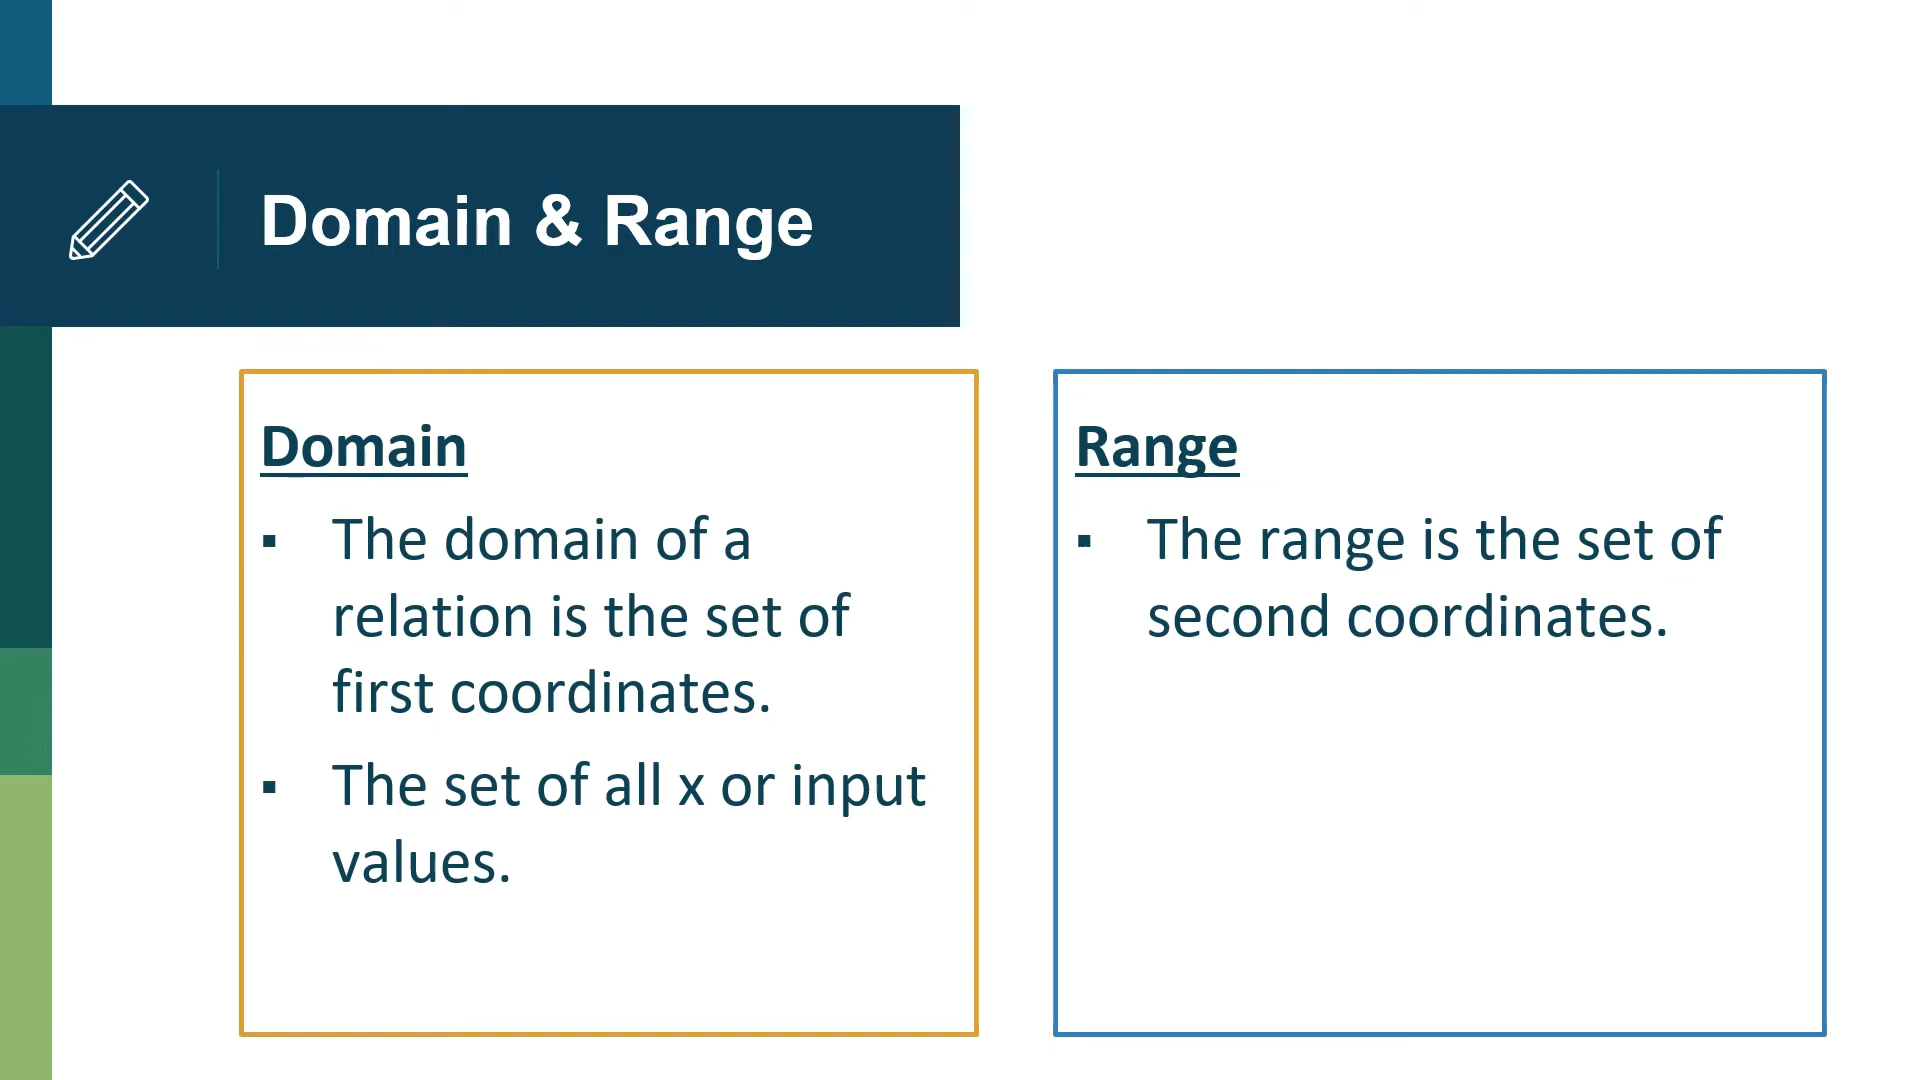 Domain & Range
Domain
▪ The domain of a
relation is the set of
first coordinates.
▪ The set of all x or input
values.
Range
▪ The range is the set of
second coordinates.